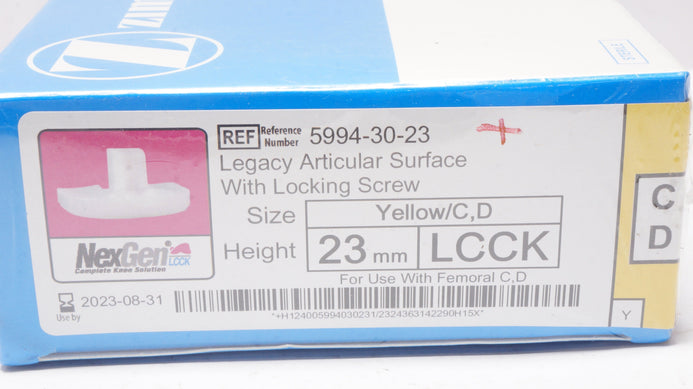 REF Reference Number 5994-30-23
Legacy Articular Surface
With Locking Screw
Size Yellow/C,D
Height 23 mm LCCK
For Use With Femoral C,D
NexGen LCCK
Complete Knee Solution
Use by 2023-08-31
*+H124005994030231/2324363142290H15X*
C
D
Y
STERILE